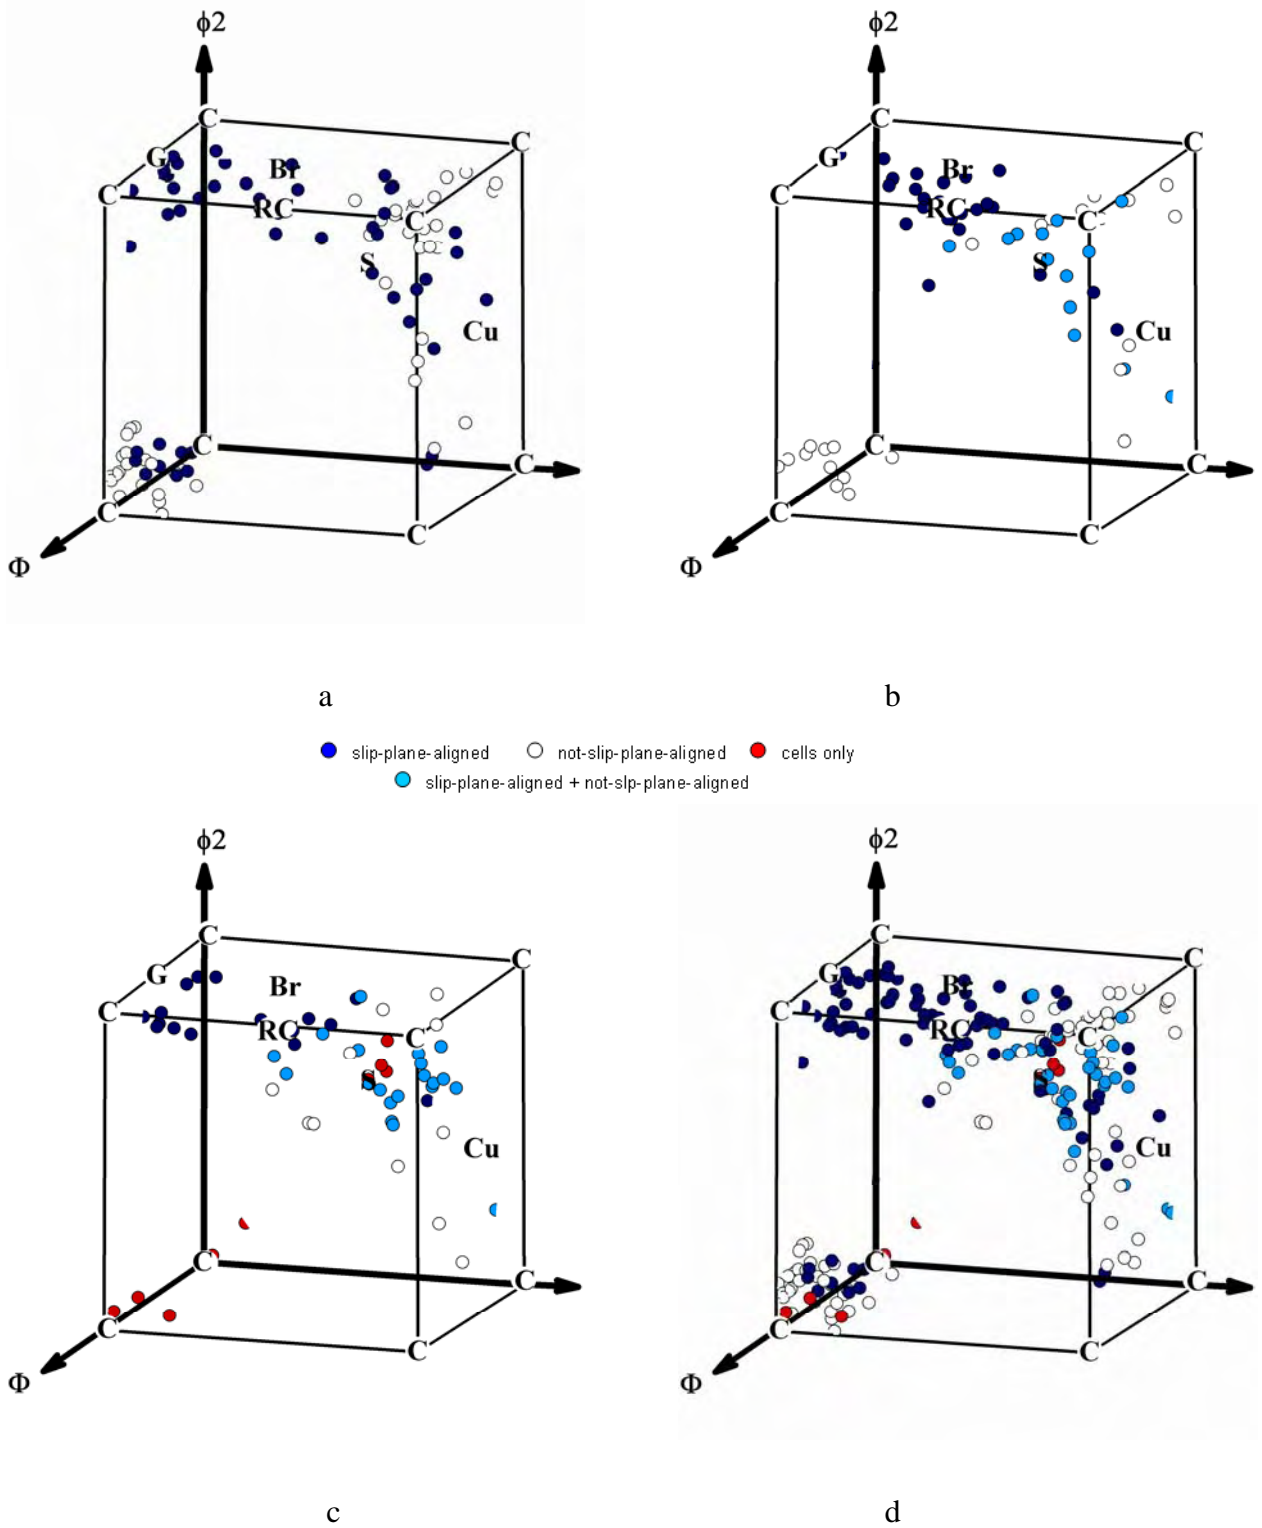 ϕ2 ϕ2
C C
C C
G Br G Br
C C
RC RC
C C
S S
Cu Cu
C C
C C
C C
C C
Φ Φ
a b
slip-plane-aligned not-slip-plane-aligned cells only
slip-plane-aligned + not-slp-plane-aligned
ϕ2 ϕ2
C C
C C
G Br G Br
C C
RC RC
C C
S S
Cu Cu
C C
C C
C C
C C
Φ Φ
c d